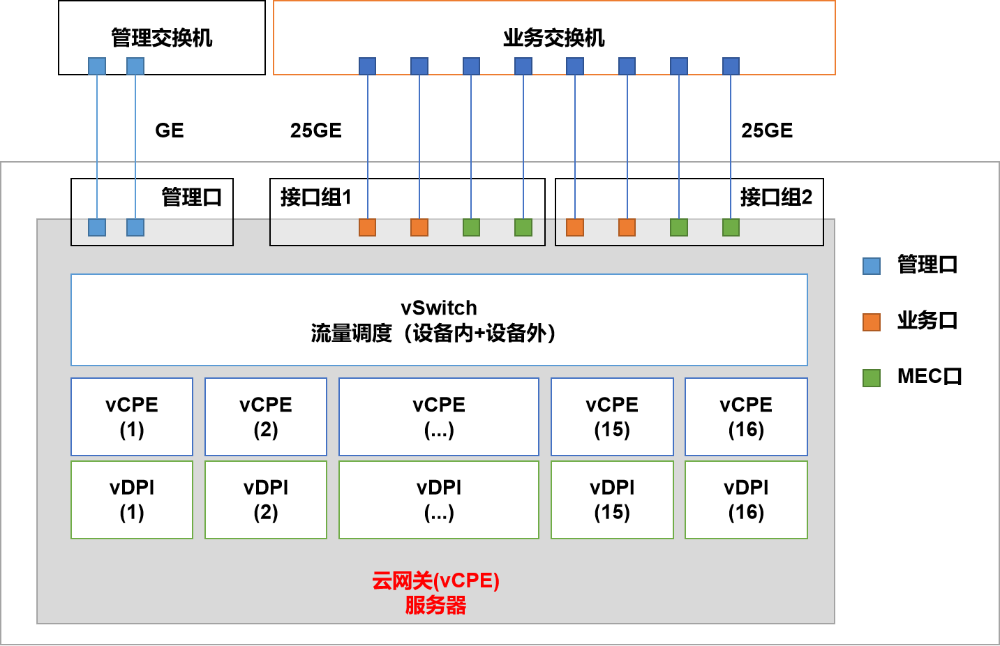 管理交换机
业务交换机
GE
25GE
25GE
管理口
接口组1
接口组2
管理口
业务口
MEC口
vSwitch
流量调度（设备内+设备外）
vCPE
(1)
vCPE
(2)
vCPE
(...)
vCPE
(15)
vCPE
(16)
vDPI
(1)
vDPI
(2)
vDPI
(...)
vDPI
(15)
vDPI
(16)
云网关(vCPE)
服务器